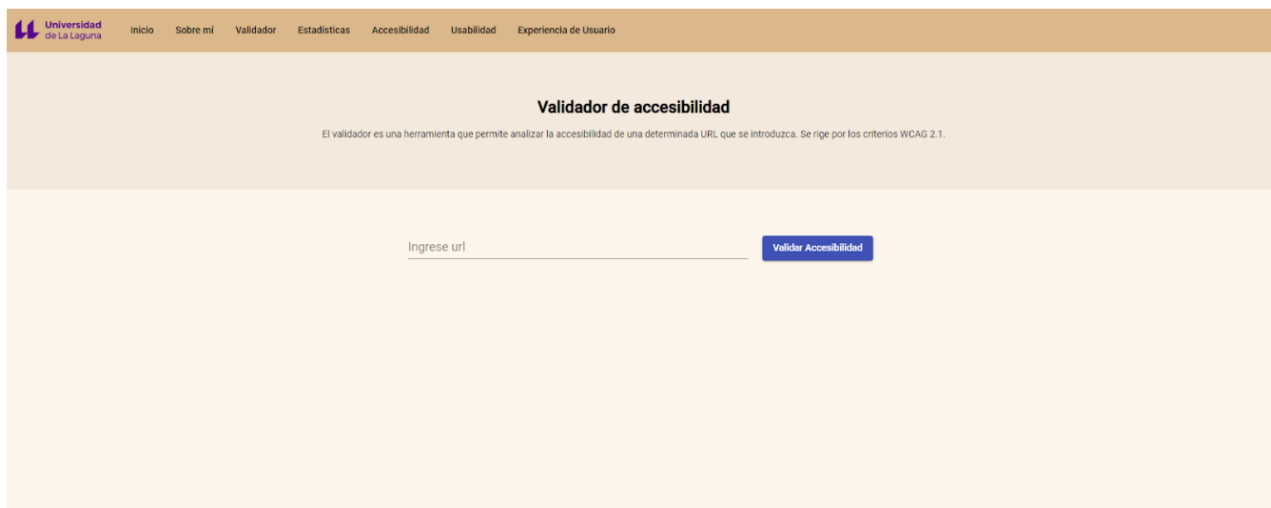 Universidad
de La Laguna
Inicio Sobre mí Validador Estadísticas Accesibilidad Usabilidad Experiencia de Usuario
Validador de accesibilidad
El validador es una herramienta que permite analizar la accesibilidad de una determinada URL que se introduzca. Se rige por los criterios WCAG 2.1.
Ingrese url
Validar Accesibilidad